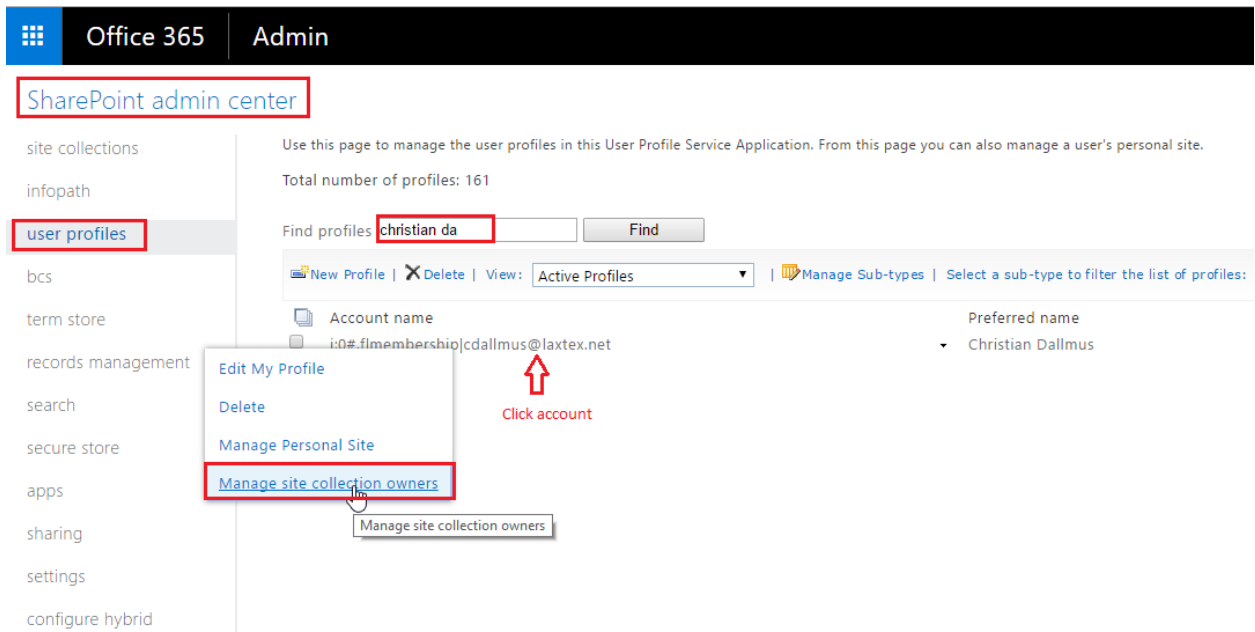 Office 365 Admin
SharePoint admin center
site collections
infopath
user profiles
bcs
term store
records management
search
secure store
apps
sharing
settings
configure hybrid
Use this page to manage the user profiles in this User Profile Service Application. From this page you can also manage a user's personal site.
Total number of profiles: 161
Find profiles christian da Find
New Profile | Delete | View: Active Profiles | Manage Sub-types | Select a sub-type to filter the list of profiles:
Account name Preferred name
i:0#.f|membership|cdallmus@laxtex.net Christian Dallmus
Click account
Edit My Profile
Delete
Manage Personal Site
Manage site collection owners
Manage site collection owners